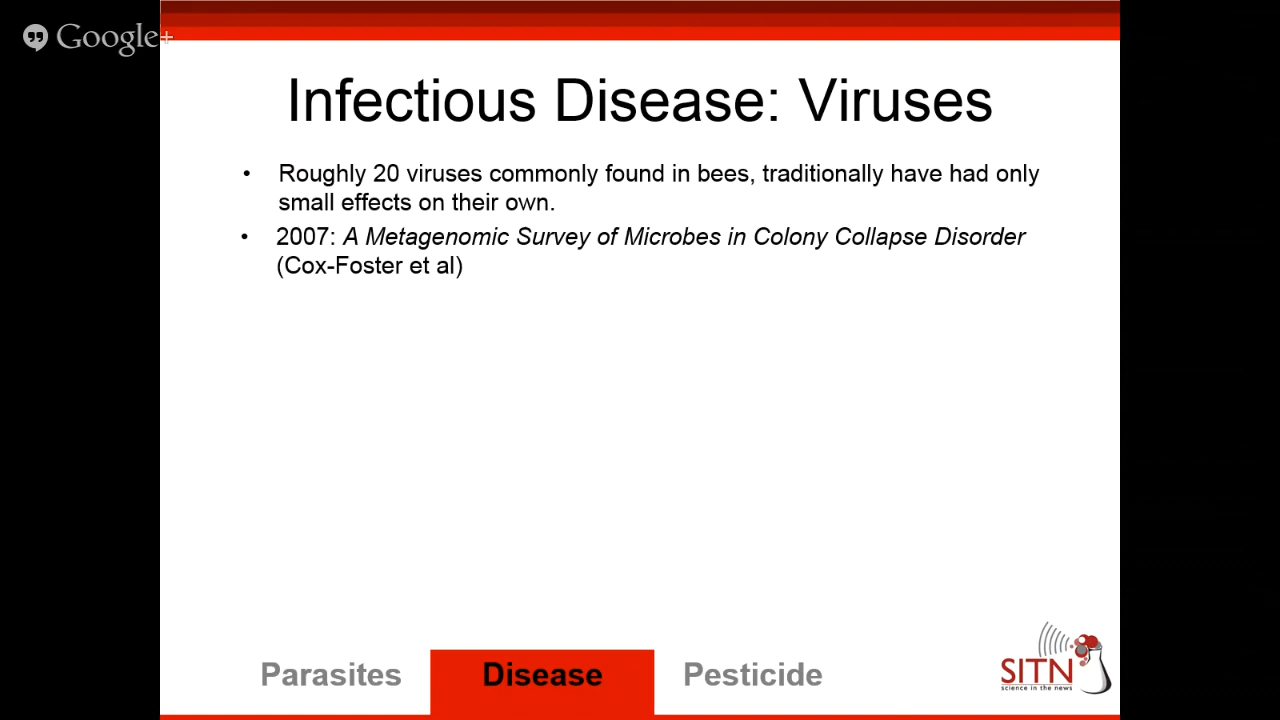 Google+
Infectious Disease: Viruses
• Roughly 20 viruses commonly found in bees, traditionally have had only
small effects on their own.
• 2007: A Metagenomic Survey of Microbes in Colony Collapse Disorder
(Cox-Foster et al)
Parasites
Disease
Pesticide
SITN
science in the news